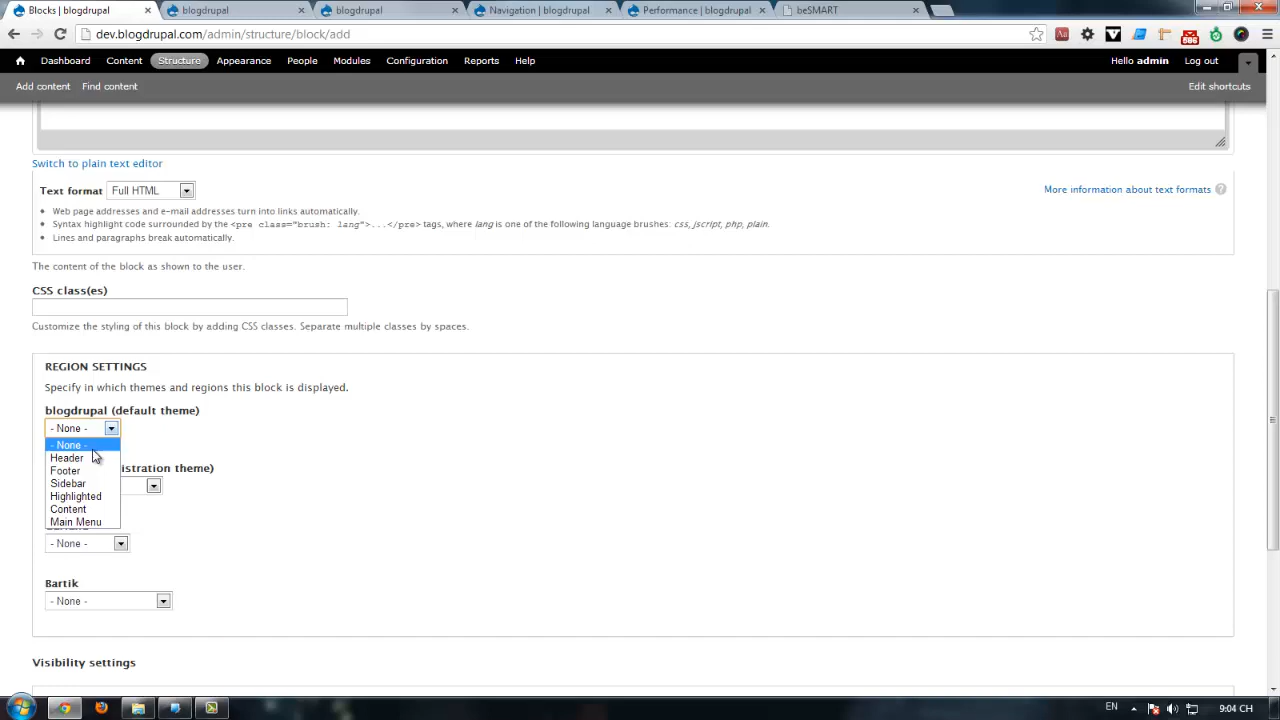 Blocks | blogdrupal
blogdrupal
blogdrupal
Navigation | blogdrupal
Performance | blogdrupal
beSMART
dev.blogdrupal.com/admin/structure/block/add
586
Dashboard Content Structure Appearance People Modules Configuration Reports Help
Hello admin Log out
Add content Find content
Edit shortcuts
Switch to plain text editor
Text format Full HTML
More information about text formats ?
Web page addresses and e-mail addresses turn into links automatically.
Syntax highlight code surrounded by the <pre class="brush: lang">...</pre> tags, where lang is one of the following language brushes: css, jscript, php, plain.
Lines and paragraphs break automatically.
The content of the block as shown to the user.
CSS class(es)
Customize the styling of this block by adding CSS classes. Separate multiple classes by spaces.
REGION SETTINGS
Specify in which themes and regions this block is displayed.
blogdrupal (default theme)
- None -
- None -
Header
Footer
Sidebar
Highlighted
Content
Main Menu
istration theme)
- None -
Bartik
- None -
Visibility settings
EN
9:04 CH